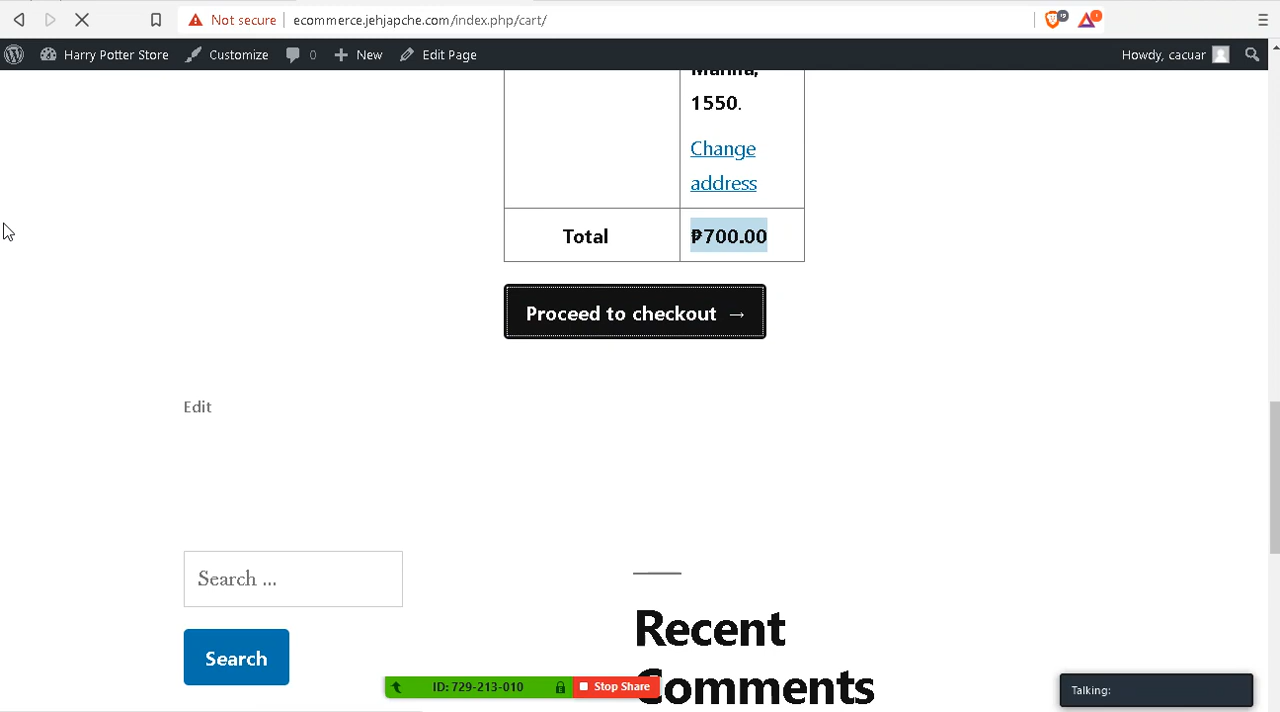 Not secure ecommerce.jehjapche.com/index.php/cart/
Harry Potter Store Customize 0 New Edit Page Howdy, cacuar
Marina,
1550.
Change
address
Total ₱700.00
Proceed to checkout →
Edit
Search ...
Search
Recent
Comments
ID: 729-213-010 Stop Share
Talking: